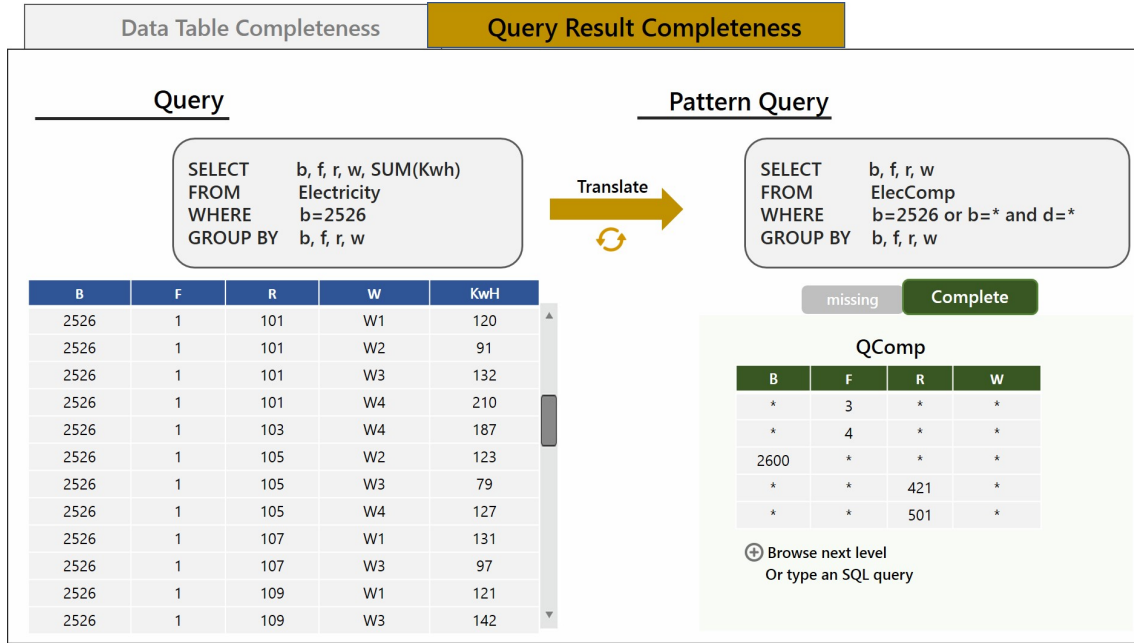 Data Table Completeness
Query Result Completeness
Query
SELECT b, f, r, w, SUM(Kwh)
FROM Electricity
WHERE b=2526
GROUP BY b, f, r, w
Translate
Pattern Query
SELECT b, f, r, w
FROM ElecComp
WHERE b=2526 or b=* and d=*
GROUP BY b, f, r, w
B F R W KwH
2526 1 101 W1 120
2526 1 101 W2 91
2526 1 101 W3 132
2526 1 101 W4 210
2526 1 103 W4 187
2526 1 105 W2 123
2526 1 105 W3 79
2526 1 105 W4 127
2526 1 107 W1 131
2526 1 107 W3 97
2526 1 109 W1 121
2526 1 109 W3 142
missing
Complete
QComp
B F R W
* 3 * *
* 4 * *
2600 * * *
* * 421 *
* * 501 *
Browse next level
Or type an SQL query